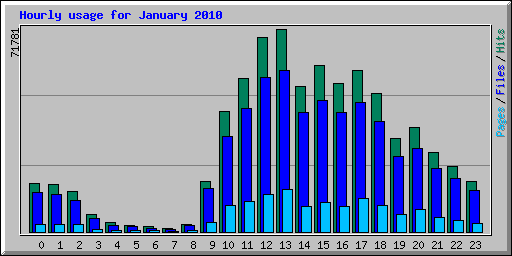 Hourly usage for January 2010
71781
Pages/Files/Hits
0 1 2 3 4 5 6 7 8 9 10 11 12 13 14 15 16 17 18 19 20 21 22 23